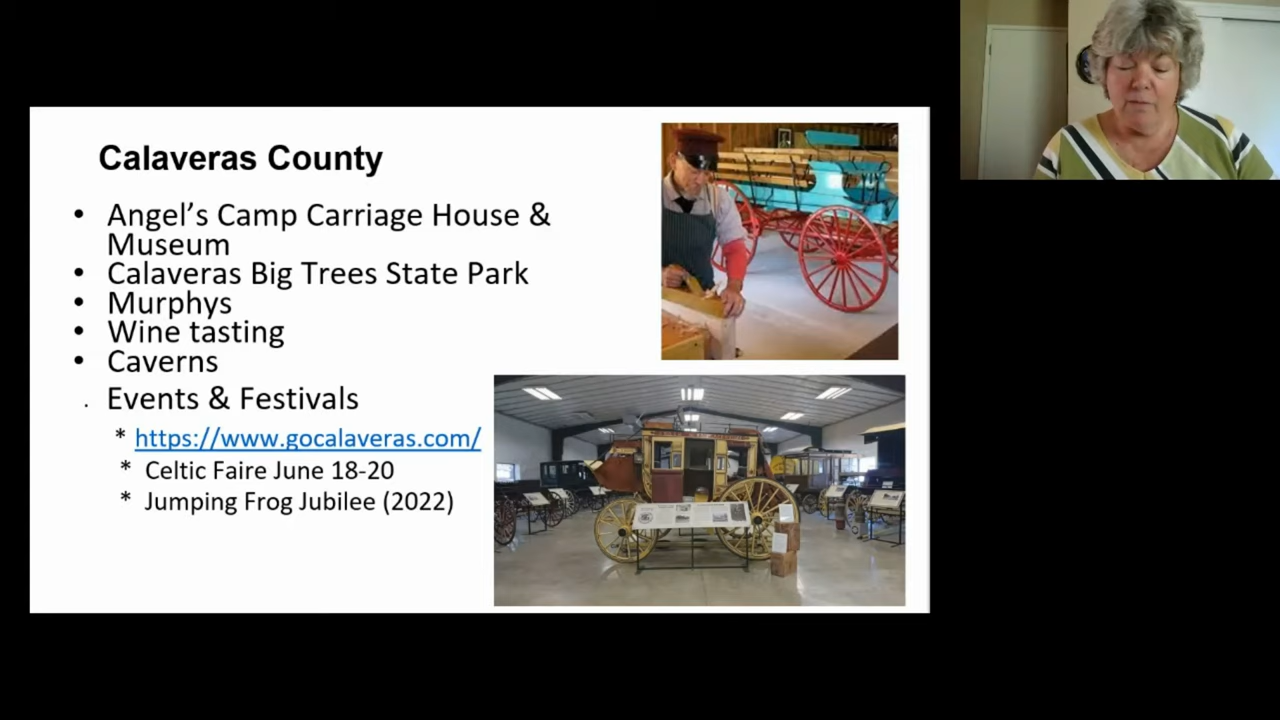 Calaveras County
• Angel’s Camp Carriage House &
Museum
• Calaveras Big Trees State Park
• Murphys
• Wine tasting
• Caverns
. Events & Festivals
* https://www.gocalaveras.com/
* Celtic Faire June 18-20
* Jumping Frog Jubilee (2022)